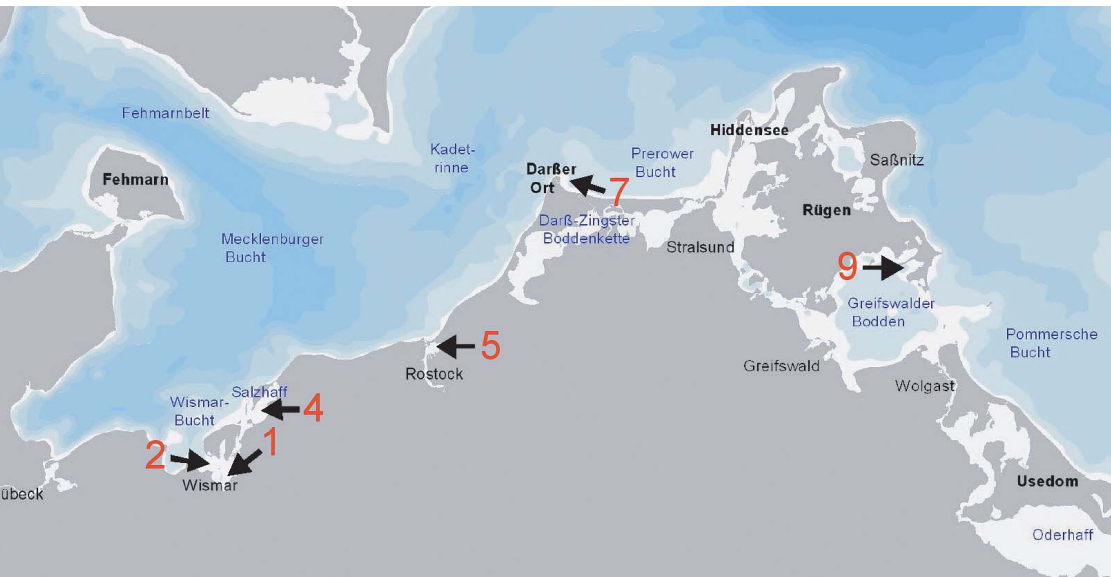 Fehmarnbelt
Fehmarn
Kadet-
rinne
Darßer
Ort
7
Prerower
Bucht
Hiddensee
Saßnitz
Rügen
Darß-Zingster
Boddenkette
Stralsund
Mecklenburger
Bucht
9
Greifswalder
Bodden
Pommersche
Bucht
5
Rostock
Greifswald
Wolgast
Salzhaff
Wismar-
Bucht
4
1
2
Wismar
übeck
Usedom
Oderhaff